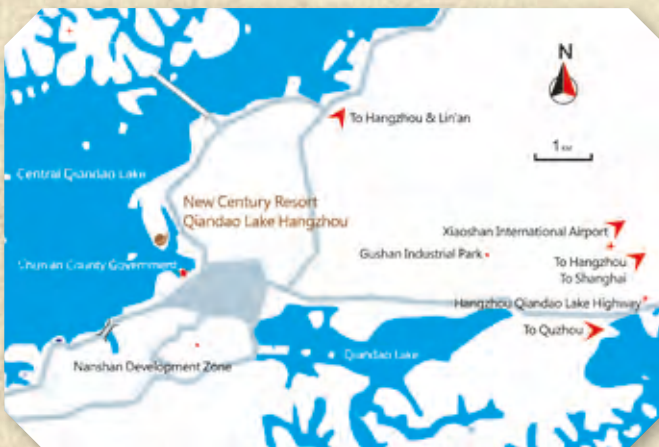 N
To Hangzhou & Lin'an
1 KM
Central Qiandao Lake
New Century Resort
Qiandao Lake Hangzhou
Xiaoshan International Airport
Gushan Industrial Park
To Hangzhou
To Shanghai
Chun'an County Government
Hangzhou Qiandao Lake Highway
To Quzhou
Qiandao Lake
Nanshan Development Zone